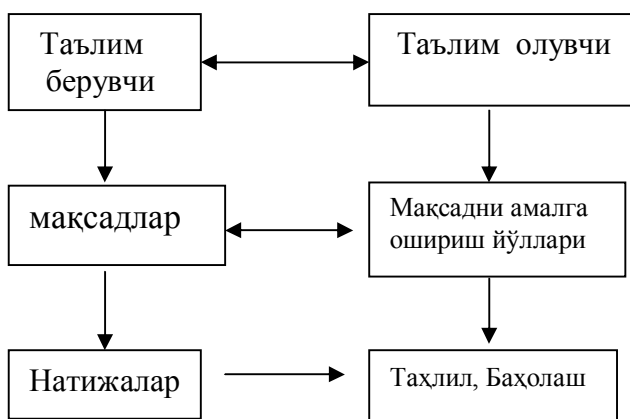 Таълим
берувчи
Таълим олувчи
мақсадлар
Мақсадни амалга
ошириш йўллари
Натижалар
Таҳлил, Баҳолаш